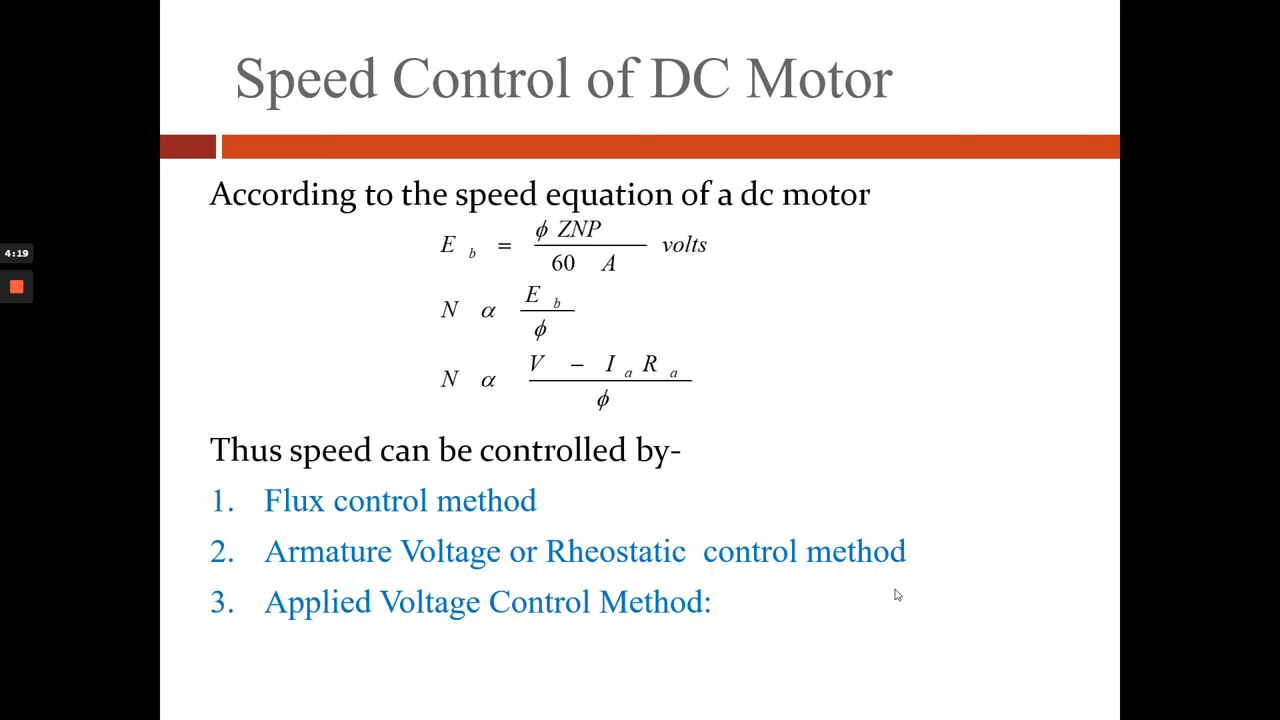 Speed Control of DC Motor
According to the speed equation of a dc motor
E b = ϕ ZNP / 60 A volts
N α E b / ϕ
N α V − I a R a / ϕ
4:19
Thus speed can be controlled by-
1. Flux control method
2. Armature Voltage or Rheostatic control method
3. Applied Voltage Control Method: